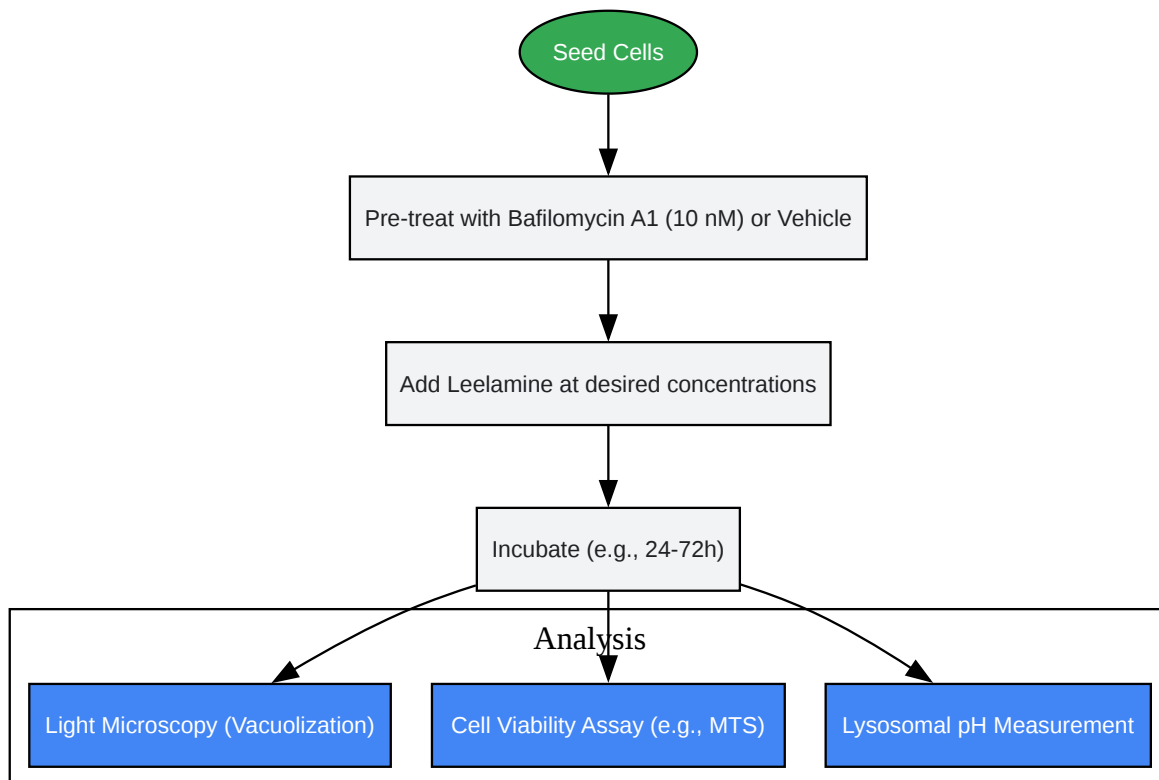 Seed Cells
Pre-treat with Bafilomycin A1 (10 nM) or Vehicle
Add Leelamine at desired concentrations
Incubate (e.g., 24-72h)
Analysis
Light Microscopy (Vacuolization)
Cell Viability Assay (e.g., MTS)
Lysosomal pH Measurement